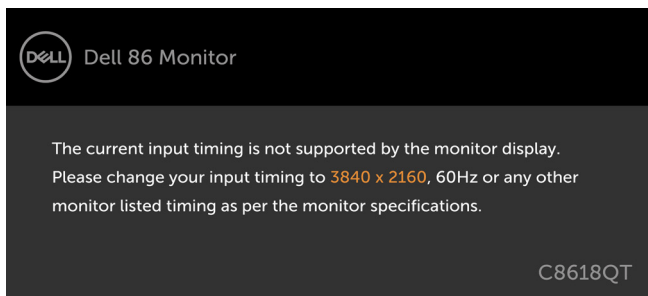 DELL Dell 86 Monitor
The current input timing is not supported by the monitor display.
Please change your input timing to 3840 x 2160, 60Hz or any other
monitor listed timing as per the monitor specifications.
C8618QT